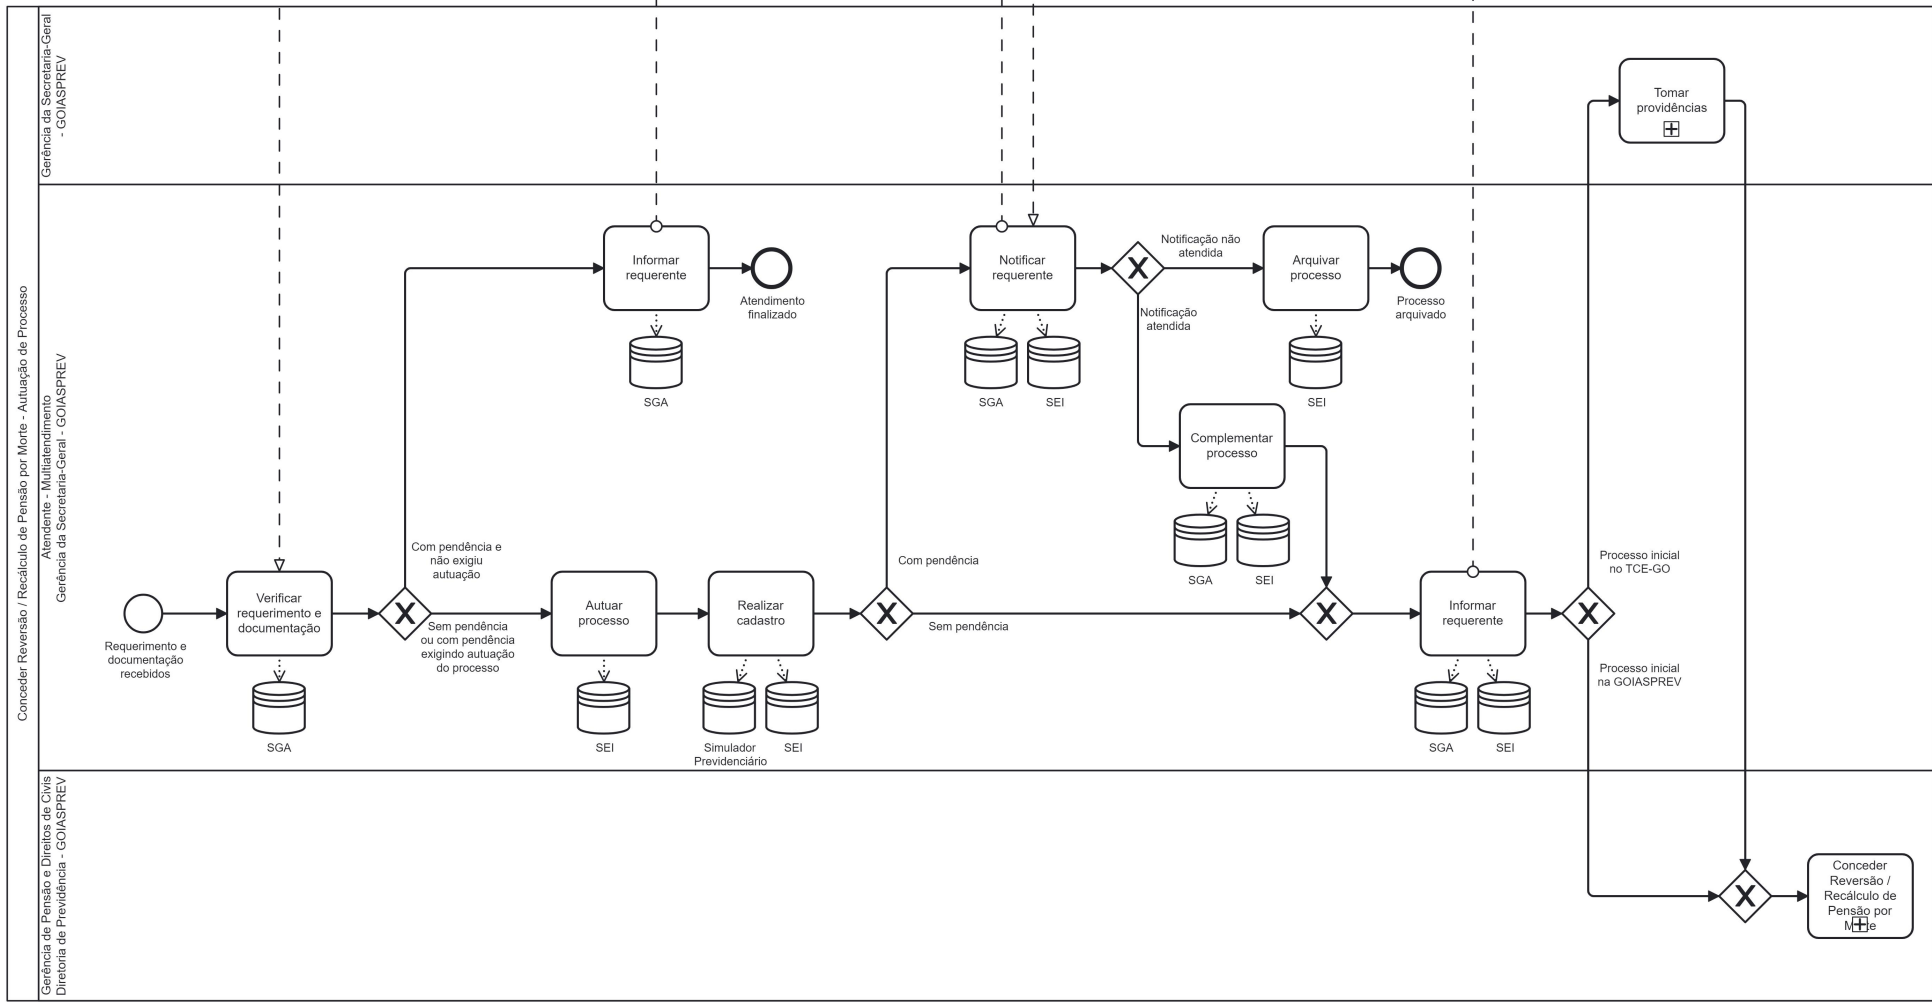 Conceder Reversão / Recálculo de Pensão por Morte - Autuação de Processo
Gerência da Secretaria-Geral
- GOIASPREV
Tomar
providências
Atendente - Multiatendimento
Gerência da Secretaria-Geral - GOIASPREV
Informar
requerente
Atendimento
finalizado
SGA
Notificar
requerente
SGA
SEI
Notificação não
atendida
Notificação
atendida
Arquivar
processo
Processo
arquivado
SEI
Complementar
processo
SGA
SEI
Requerimento e
documentação
recebidos
Verificar
requerimento e
documentação
SGA
Com pendência e
não exigiu
autuação
Sem pendência
ou com pendência
exigindo autuação
do processo
Autuar
processo
SEI
Realizar
cadastro
Simulador
Previdenciário
SEI
Com pendência
Sem pendência
Informar
requerente
SGA
SEI
Processo inicial
no TCE-GO
Processo inicial
na GOIASPREV
Gerência de Pensão e Direitos de Civis
Diretoria de Previdência - GOIASPREV
Conceder
Reversão /
Recálculo de
Pensão por